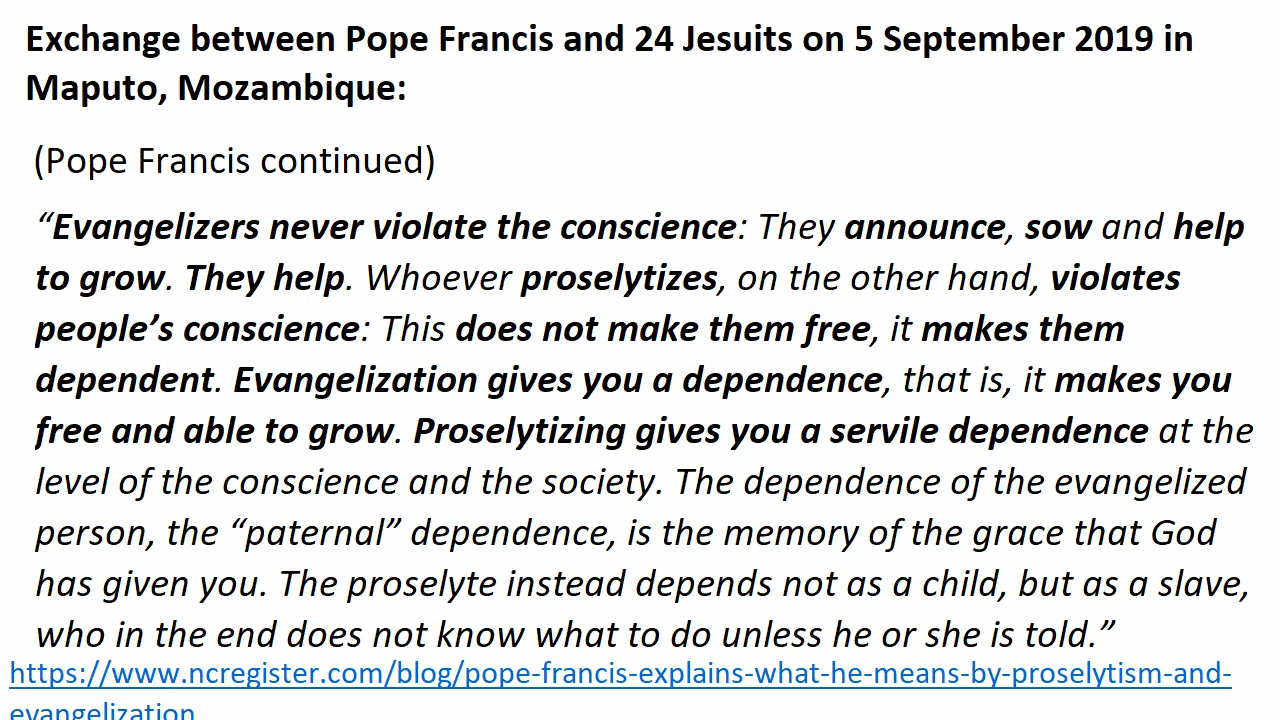 Exchange between Pope Francis and 24 Jesuits on 5 September 2019 in
Maputo, Mozambique:
(Pope Francis continued)
“Evangelizers never violate the conscience: They announce, sow and help
to grow. They help. Whoever proselytizes, on the other hand, violates
people’s conscience: This does not make them free, it makes them
dependent. Evangelization gives you a dependence, that is, it makes you
free and able to grow. Proselytizing gives you a servile dependence at the
level of the conscience and the society. The dependence of the evangelized
person, the “paternal” dependence, is the memory of the grace that God
has given you. The proselyte instead depends not as a child, but as a slave,
who in the end does not know what to do unless he or she is told.”
https://www.ncregister.com/blog/pope-francis-explains-what-he-means-by-proselytism-and-
evangelization